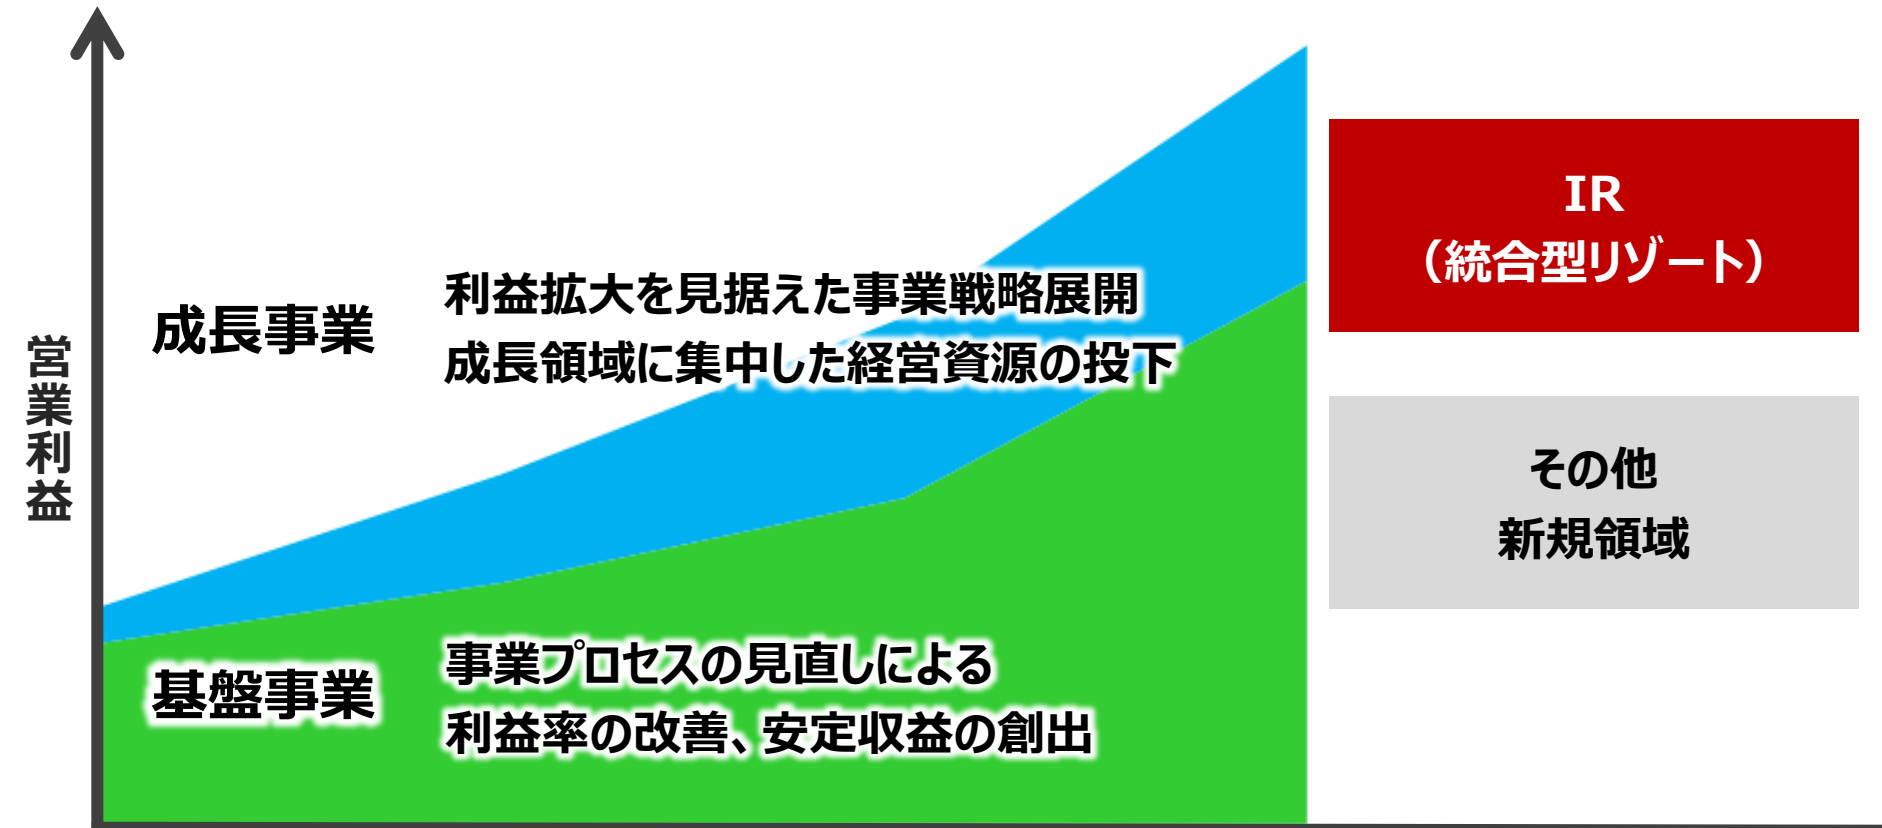 営業利益
成長事業
利益拡大を見据えた事業戦略展開
成長領域に集中した経営資源の投下
基盤事業
事業プロセスの見直しによる
利益率の改善、安定収益の創出
IR
（統合型リゾート）
その他
新規領域